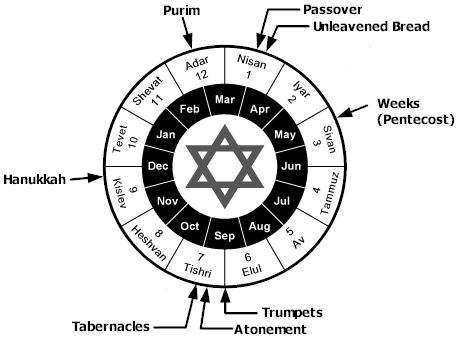 Purim
Passover
Unleavened Bread
Weeks
(Pentecost)
Hanukkah
Tabernacles
Trumpets
Atonement
Nisan
1
Iyar
2
Sivan
3
Tammuz
4
Av
5
Elul
6
Tishri
7
Heshvan
8
Kislev
9
Tevet
10
Shevat
11
Adar
12
Mar
Apr
May
Jun
Jul
Aug
Sep
Oct
Nov
Dec
Jan
Feb